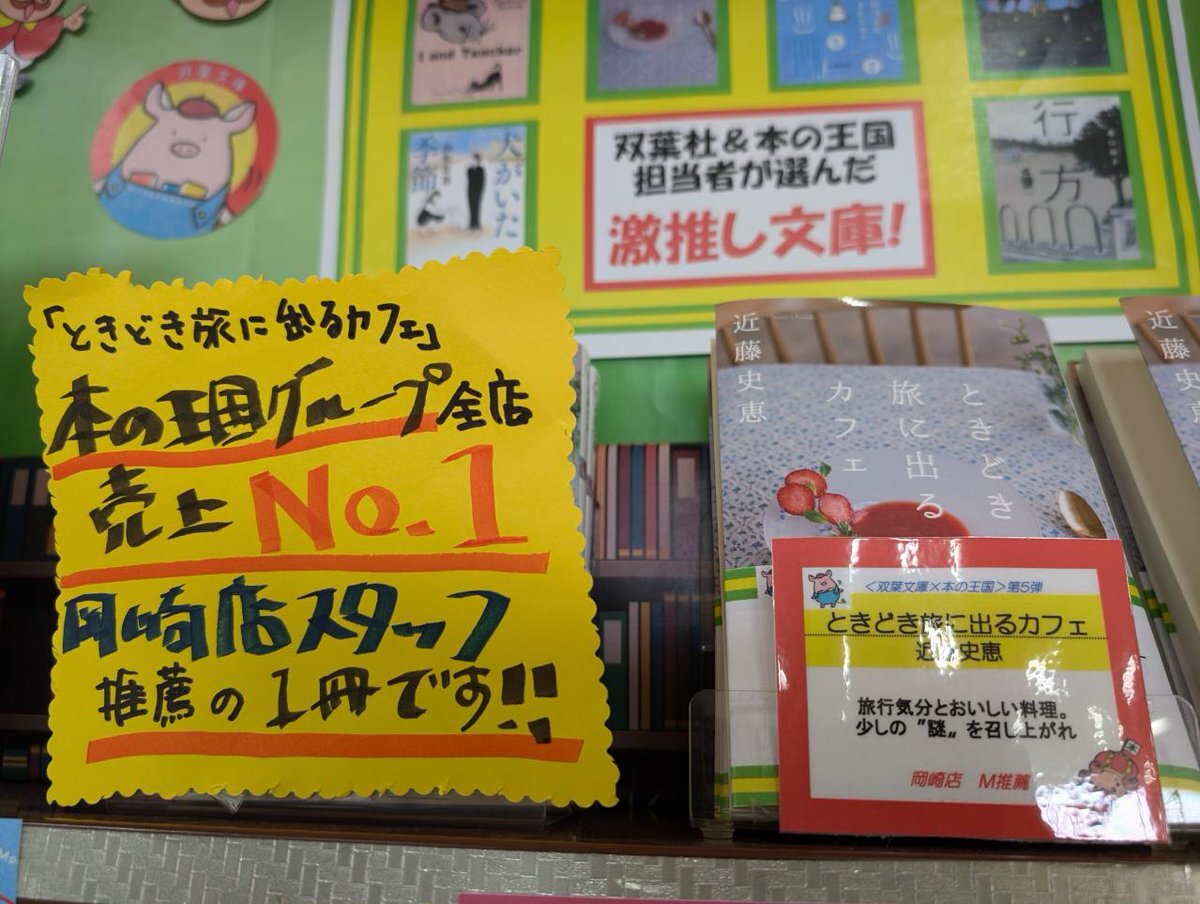 双葉文庫
I and Teacher
犬がいた
季節
双葉社&本の王国
担当者が選んだ
激推し文庫!
行方
「ときどき旅に出るカフェ」
本の王国グループ全店
売上No.1
岡崎店スタッフ
推薦の1冊です!!
近藤史恵
ときどき
旅に出る
カフェ
近藤史恵
<双葉文庫×本の王国>第5弾
ときどき旅に出るカフェ
近藤史恵
旅行気分とおいしい料理。
少しの〝謎〟を召し上がれ
岡崎店 M推薦
本